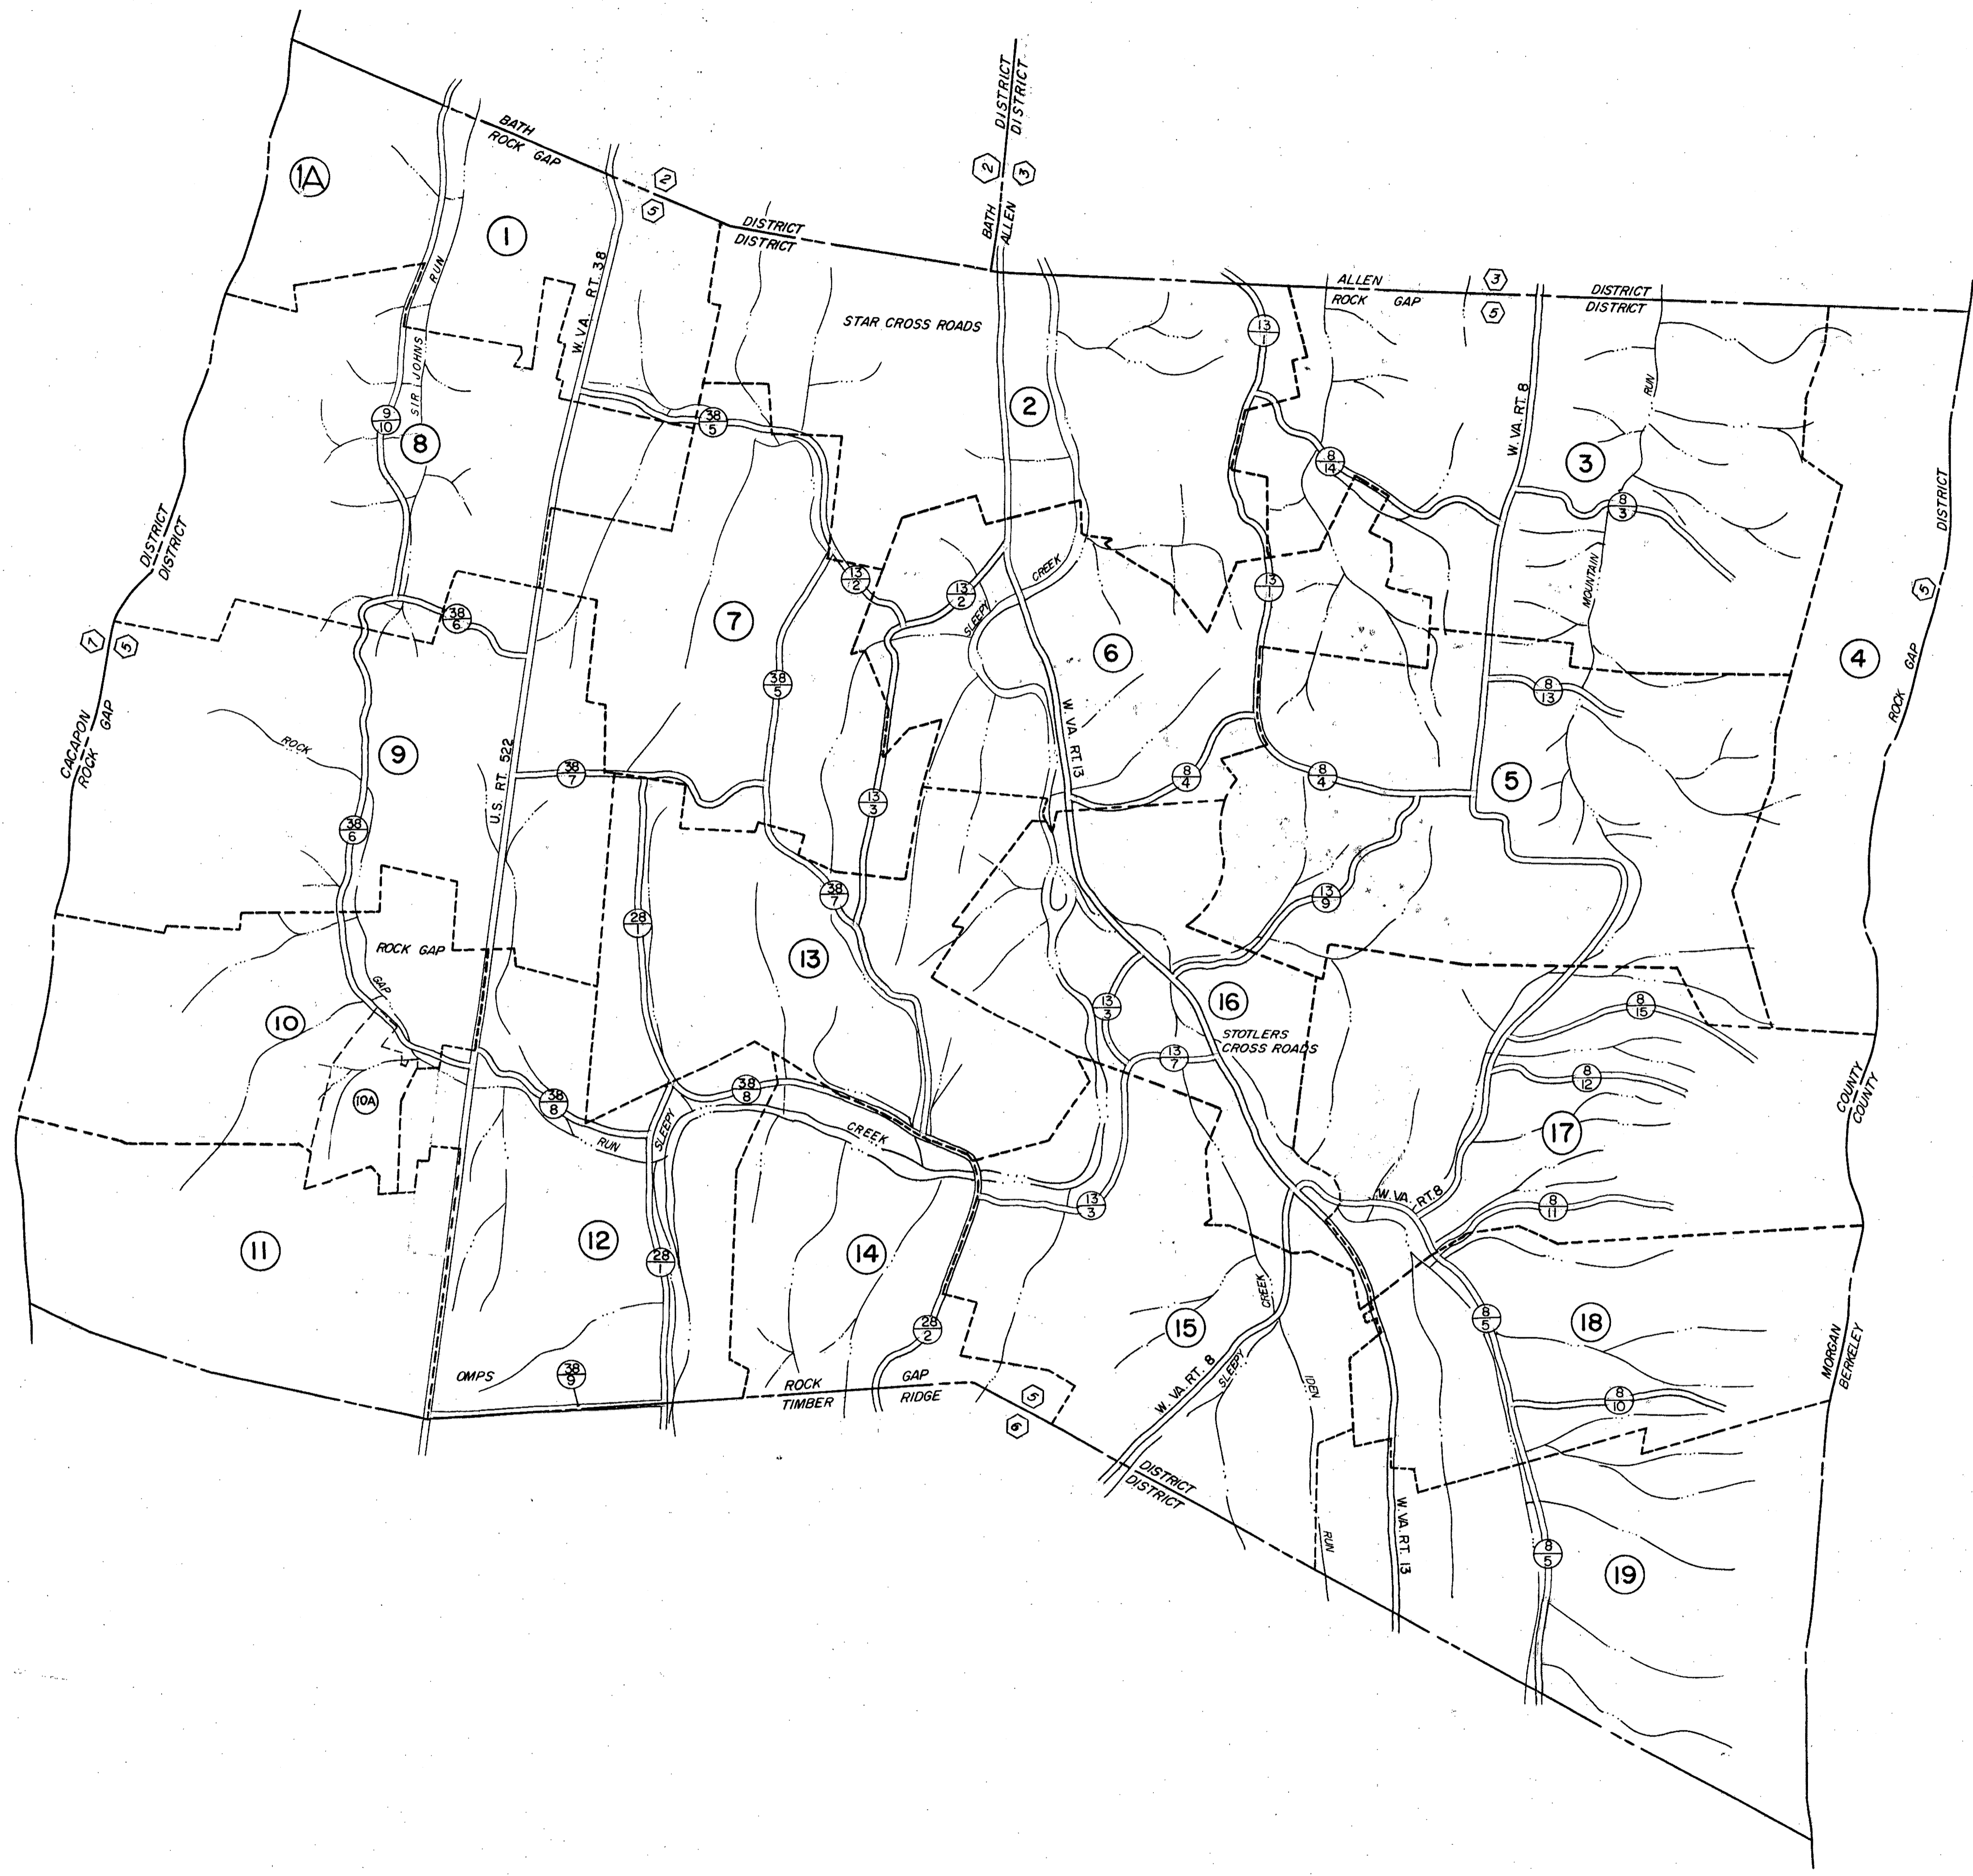 DISTRICT
DISTRICT
2
3
BATH
ALLEN
BATH
ROCK GAP
2
5
DISTRICT
DISTRICT
1A
1
RUN
W. VA. RT. 38
STAR CROSS ROADS
ALLEN
ROCK GAP
3
5
DISTRICT
DISTRICT
13
1
SIR JOHNS
9
10
8
38
5
2
8
14
W. VA. RT. 8
RUN
3
8
3
DISTRICT
DISTRICT
DISTRICT
5
13
2
13
2
CREEK
SLEEPY
13
1
MOUNTAIN
38
6
7
7
5
6
4
ROCK GAP
38
5
8
13
W. VA. RT. 13
CACAPON
ROCK GAP
ROCK
9
U.S. RT. 522
38
7
13
3
8
4
8
4
5
38
6
38
7
28
1
13
9
ROCK GAP
13
GAP
10
13
3
16
STOTLERS
CROSS ROADS
13
7
8
15
8
12
COUNTY
COUNTY
10A
38
8
38
8
RUN
SLEEPY
CREEK
17
W. VA. RT. 8
8
11
13
3
11
12
28
1
14
CREEK
15
28
2
8
5
18
MORGAN
BERKELEY
OMPS
38
9
ROCK GAP
TIMBER RIDGE
5
6
W. VA. RT. 8
SLEEPY
IDEN
8
10
DISTRICT
DISTRICT
RUN
W. VA. RT. 13
8
5
19